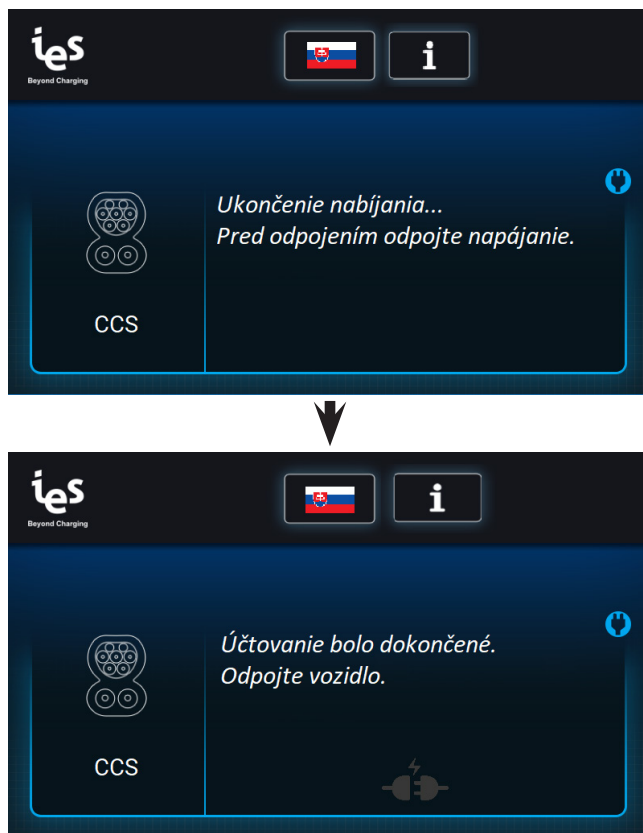 ies
Beyond Charging
i
Ukončenie nabíjania...
Pred odpojením odpojte napájanie.
CCS
ies
Beyond Charging
i
Účtovanie bolo dokončené.
Odpojte vozidlo.
CCS